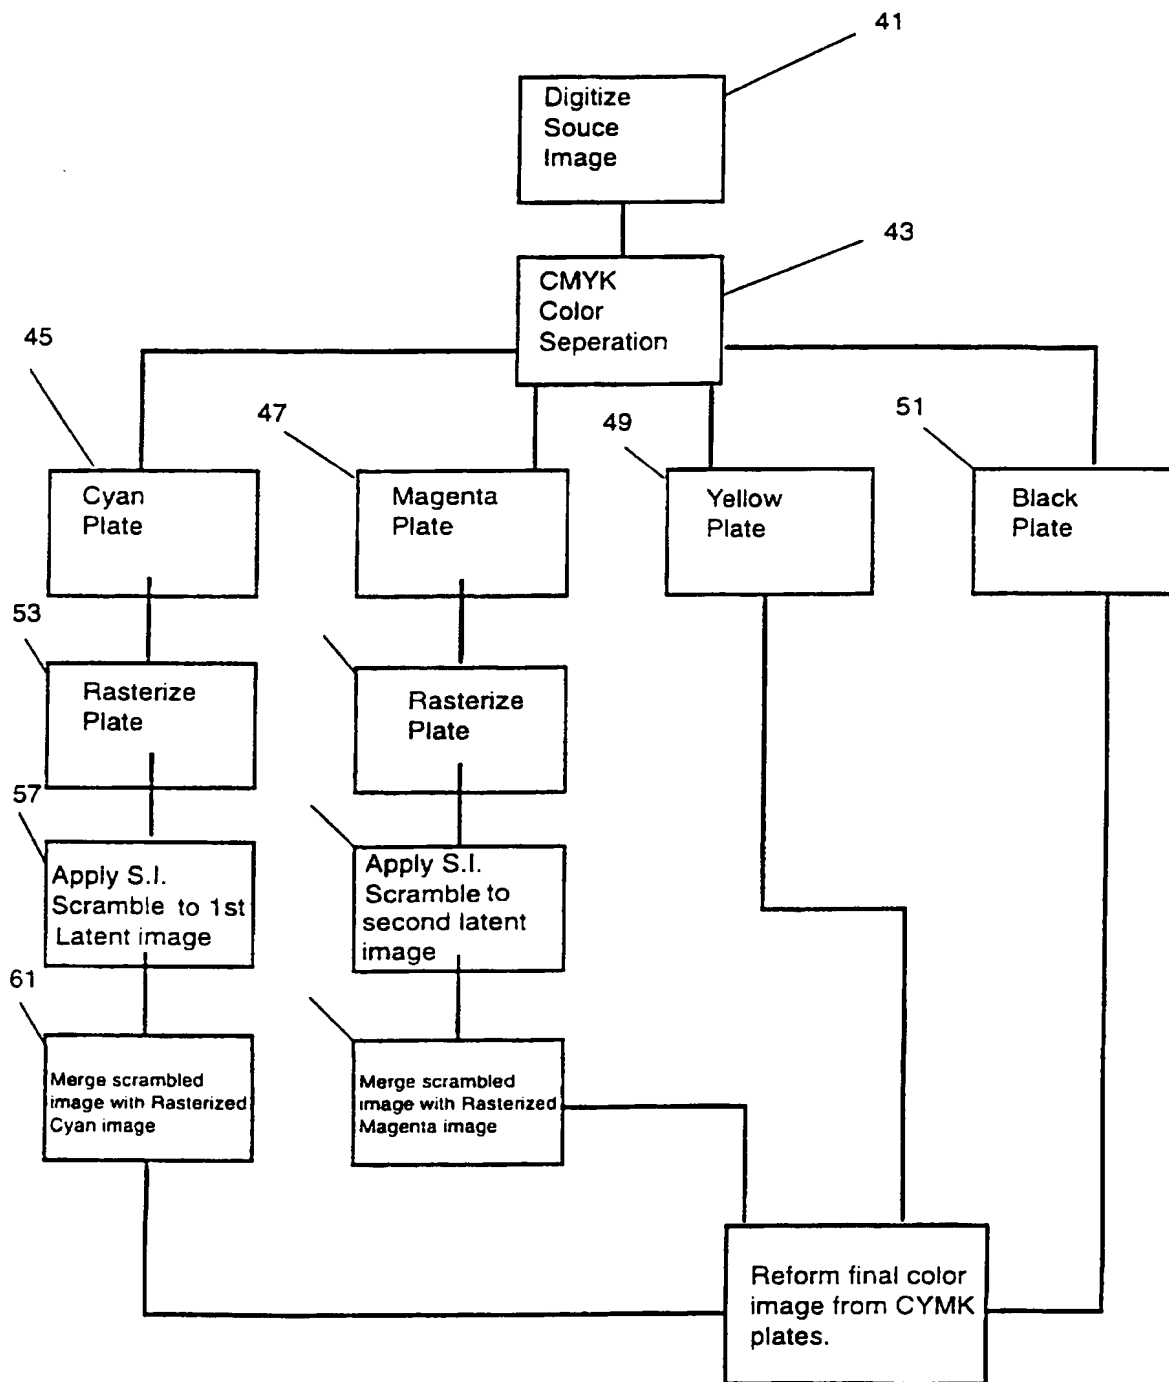 41
Digitize
Souce
Image
43
CMYK
Color
Seperation
45
47
49
51
Cyan
Plate
Magenta
Plate
Yellow
Plate
Black
Plate
53
Rasterize
Plate
Rasterize
Plate
57
Apply S.I.
Scramble to 1st
Latent image
Apply S.I.
Scramble to
second latent
image
61
Merge scrambled
image with Rasterized
Cyan image
Merge scrambled
image with Rasterized
Magenta image
Reform final color
image from CYMK
plates.